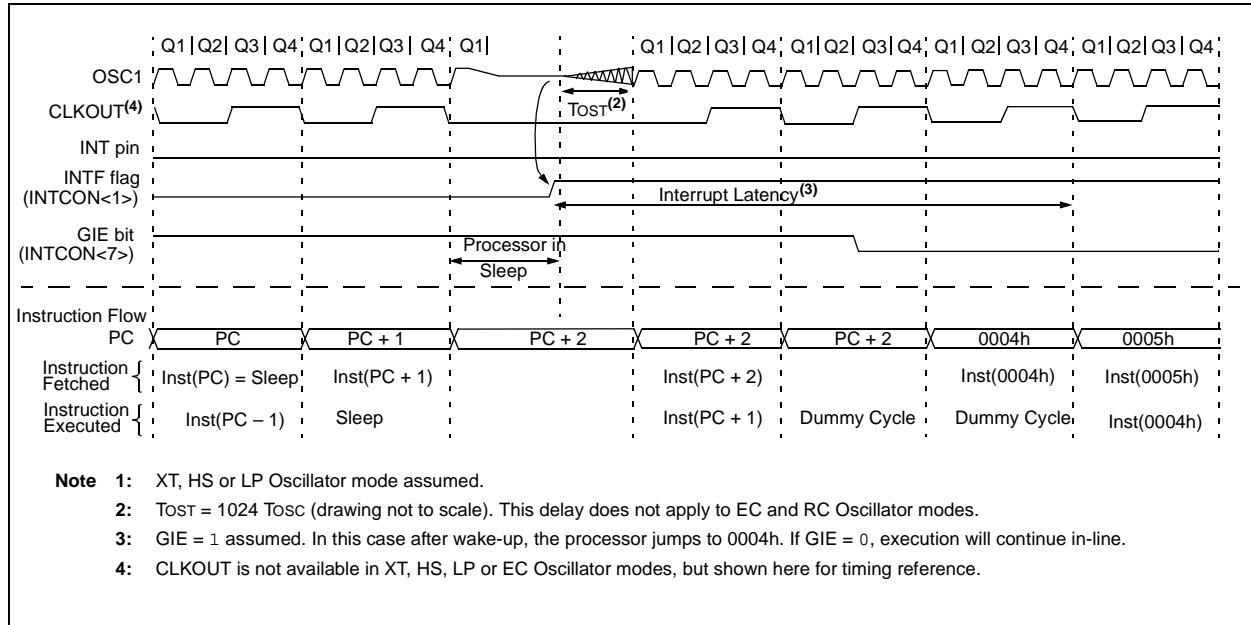 Q1 Q2 Q3 Q4 Q1 Q2 Q3 Q4 Q1 Q1 Q2 Q3 Q4 Q1 Q2 Q3 Q4 Q1 Q2 Q3 Q4 Q1 Q2 Q3 Q4
OSC1
CLKOUT(4)
TOST(2)
INT pin
INTF flag
(INTCON<1>)
Interrupt Latency(3)
GIE bit
(INTCON<7>)
Processor in
Sleep
Instruction Flow
PC PC PC + 1 PC + 2 PC + 2 PC + 2 0004h 0005h
Instruction
Fetched { Inst(PC) = Sleep Inst(PC + 1) Inst(PC + 2) Inst(0004h) Inst(0005h)
Instruction
Executed { Inst(PC – 1) Sleep Inst(PC + 1) Dummy Cycle Dummy Cycle Inst(0004h)
Note 1: XT, HS or LP Oscillator mode assumed.
2: TOST = 1024 TOSC (drawing not to scale). This delay does not apply to EC and RC Oscillator modes.
3: GIE = 1 assumed. In this case after wake-up, the processor jumps to 0004h. If GIE = 0, execution will continue in-line.
4: CLKOUT is not available in XT, HS, LP or EC Oscillator modes, but shown here for timing reference.